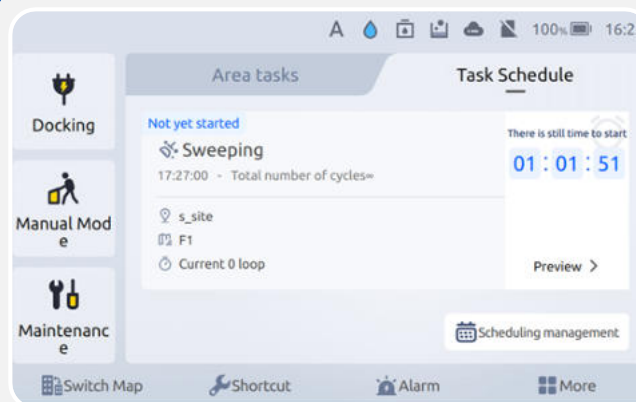 A 100% 16:2
Area tasks
Task Schedule
Docking
Manual Mod
e
Maintenanc
e
Not yet started
Sweeping
17:27:00 - Total number of cycles∞
s_site
F1
Current 0 loop
There is still time to start
01 : 01 : 51
Preview >
Scheduling management
Switch Map
Shortcut
Alarm
More